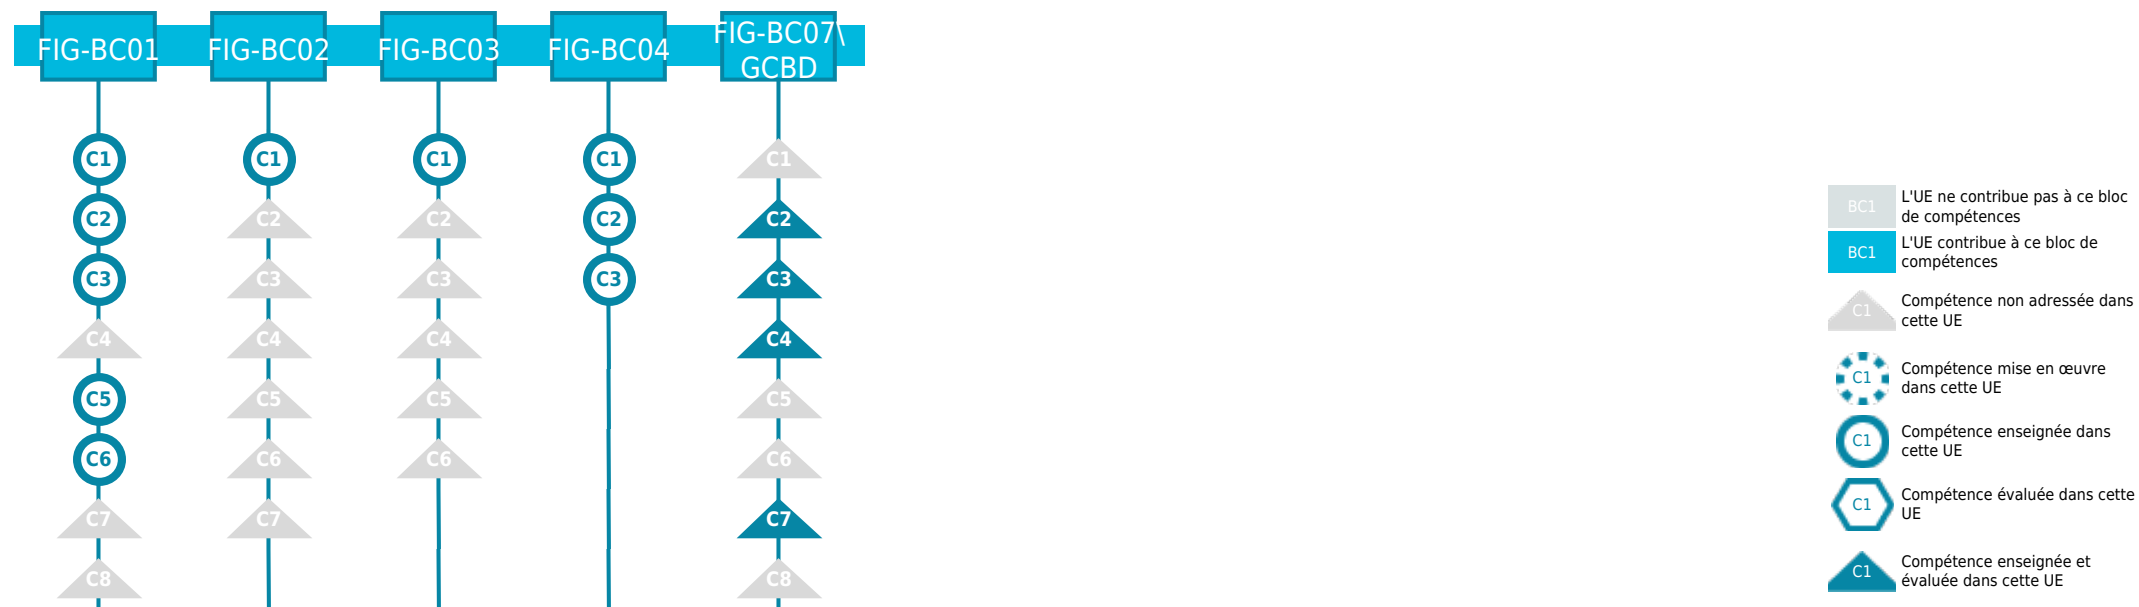 FIG-BC01
FIG-BC02
FIG-BC03
FIG-BC04
FIG-BC07\
GCBD
C1
C2
C3
C4
C5
C6
C7
C8
C1
C2
C3
C4
C5
C6
C7
C1
C2
C3
C4
C5
C6
C1
C2
C3
C1
C2
C3
C4
C5
C6
C7
C8
BC1
L'UE ne contribue pas à ce bloc
de compétences
BC1
L'UE contribue à ce bloc de
compétences
C1
Compétence non adressée dans
cette UE
C1
Compétence mise en œuvre
dans cette UE
C1
Compétence enseignée dans
cette UE
C1
Compétence évaluée dans cette
UE
C1
Compétence enseignée et
évaluée dans cette UE